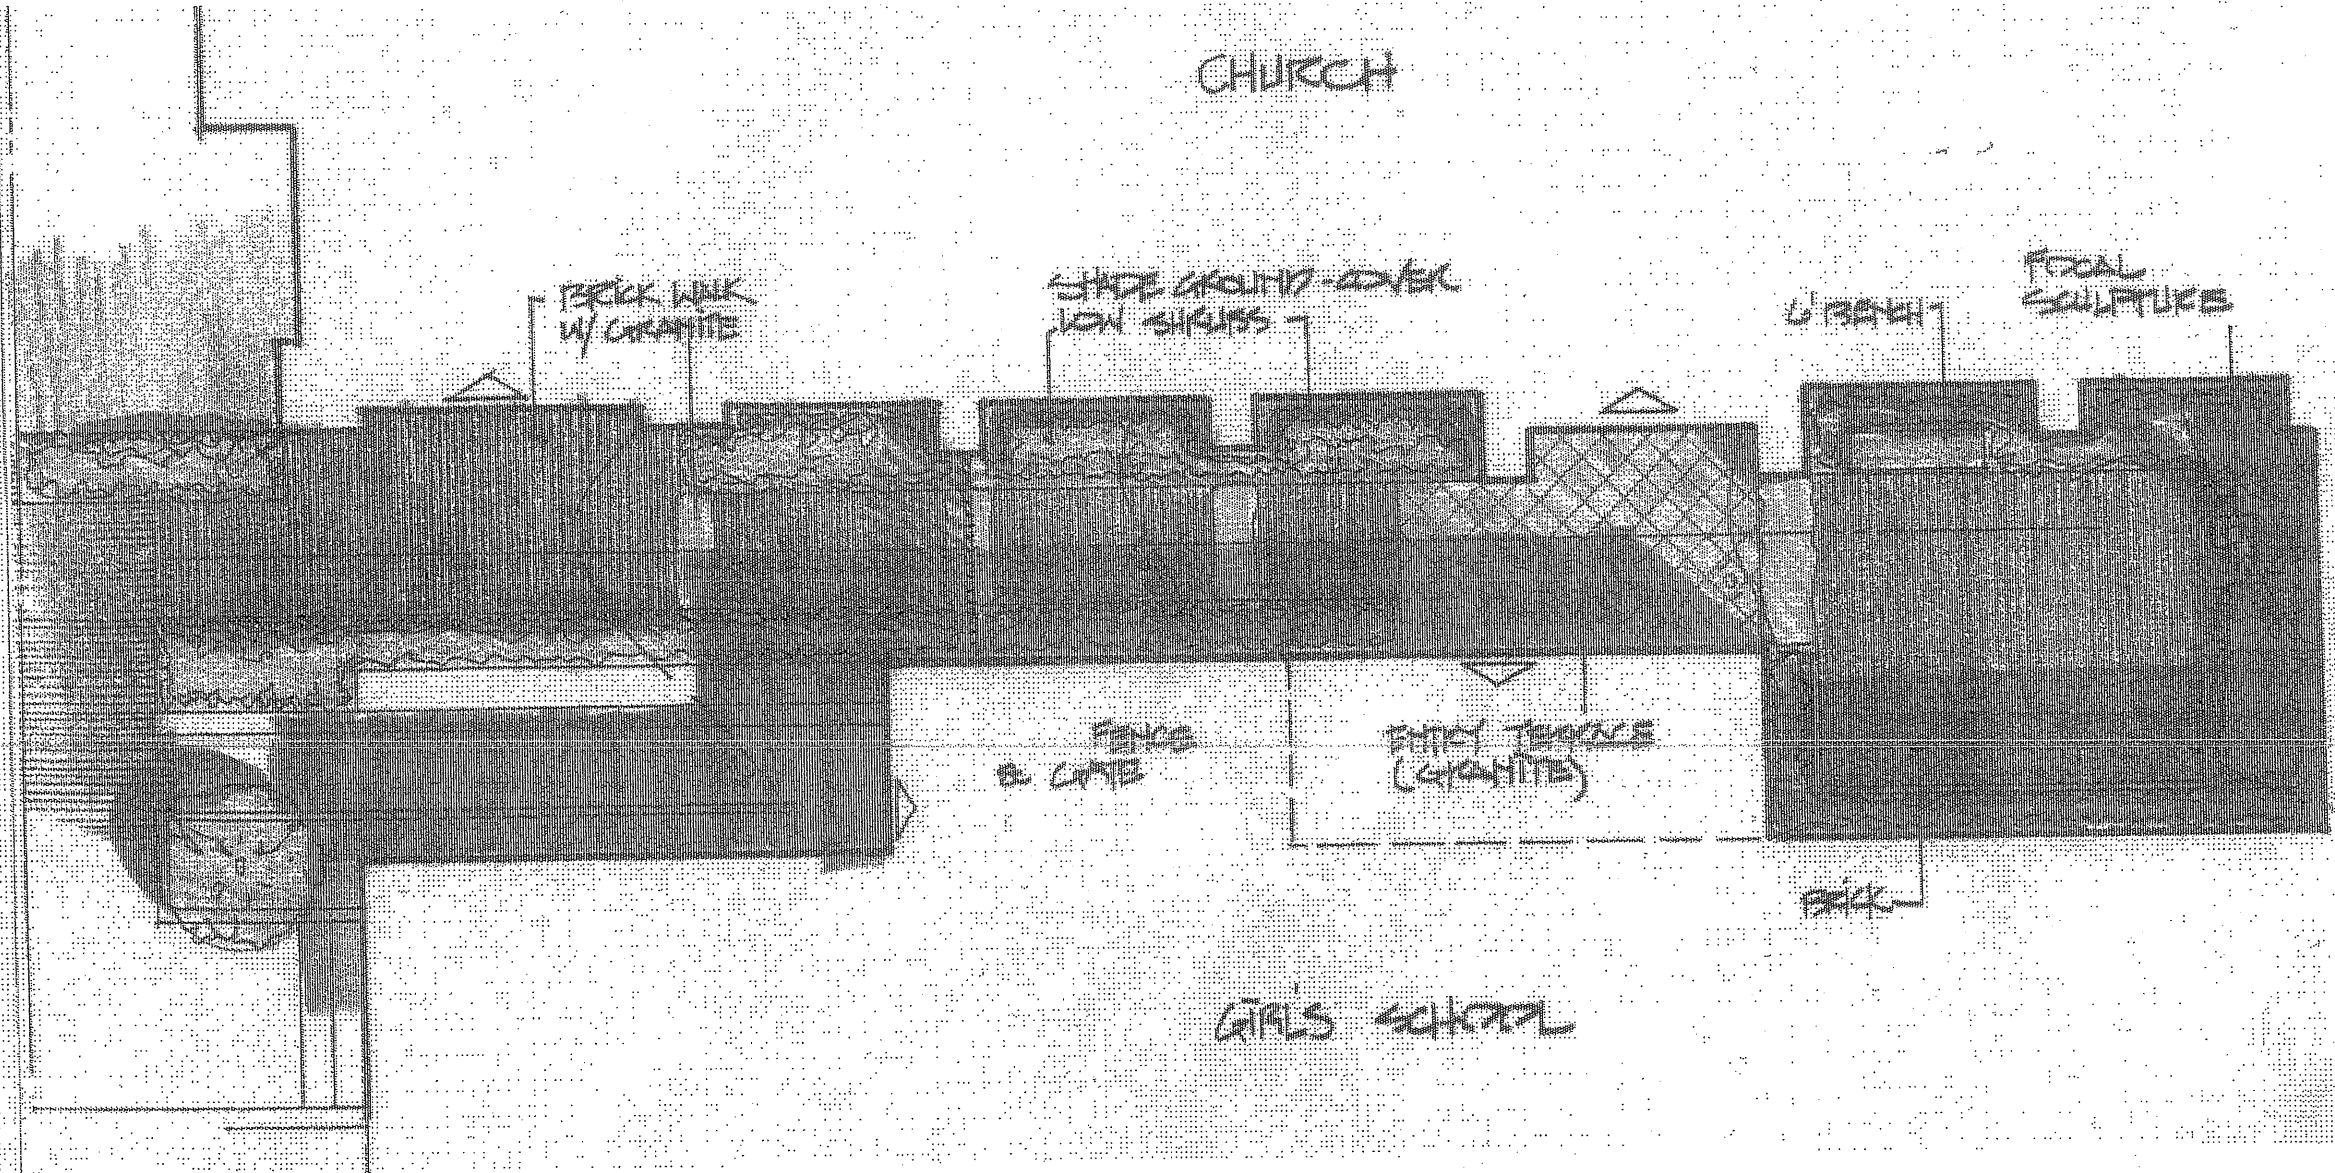 CHURCH
BRICK WALK
W/ GRANITE
SHADE GROUND-COVER
LOW SHRUBS
6' BENCH
FOCAL
SCULPTURE
FENCE
& GATE
ENTRY TERRACE
(GRANITE)
BRICK
GIRL'S SCHOOL